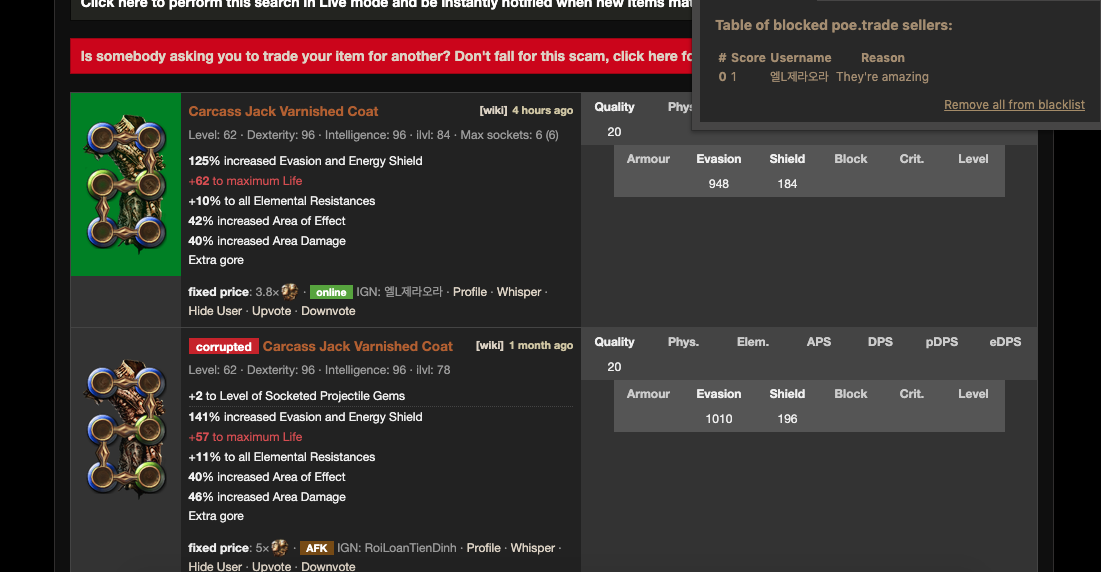 Click here to perform this search in Live mode and be instantly notified when new items
Table of blocked poe.trade sellers:
# Score Username Reason
0 1 엘L제라오라 They're amazing
Remove all from blacklist
Is somebody asking you to trade your item for another? Don't fall for this scam, click here
Carcass Jack Varnished Coat [wiki] 4 hours ago
Level: 62 · Dexterity: 96 · Intelligence: 96 · ilvl: 84 · Max sockets: 6 (6)
125% increased Evasion and Energy Shield
+62 to maximum Life
+10% to all Elemental Resistances
42% increased Area of Effect
40% increased Area Damage
Extra gore
fixed price: 3.8× · online IGN: 엘L제라오라 · Profile · Whisper ·
Hide User · Upvote · Downvote
Quality Phys
20
Armour Evasion Shield Block Crit. Level
948 184
corrupted Carcass Jack Varnished Coat [wiki] 1 month ago
Level: 62 · Dexterity: 96 · Intelligence: 96 · ilvl: 78
+2 to Level of Socketed Projectile Gems
141% increased Evasion and Energy Shield
+57 to maximum Life
+11% to all Elemental Resistances
40% increased Area of Effect
46% increased Area Damage
Extra gore
fixed price: 5× · AFK IGN: RoiLoanTienDinh · Profile · Whisper ·
Hide User · Upvote · Downvote
Quality Phys. Elem. APS DPS pDPS eDPS
20
Armour Evasion Shield Block Crit. Level
1010 196